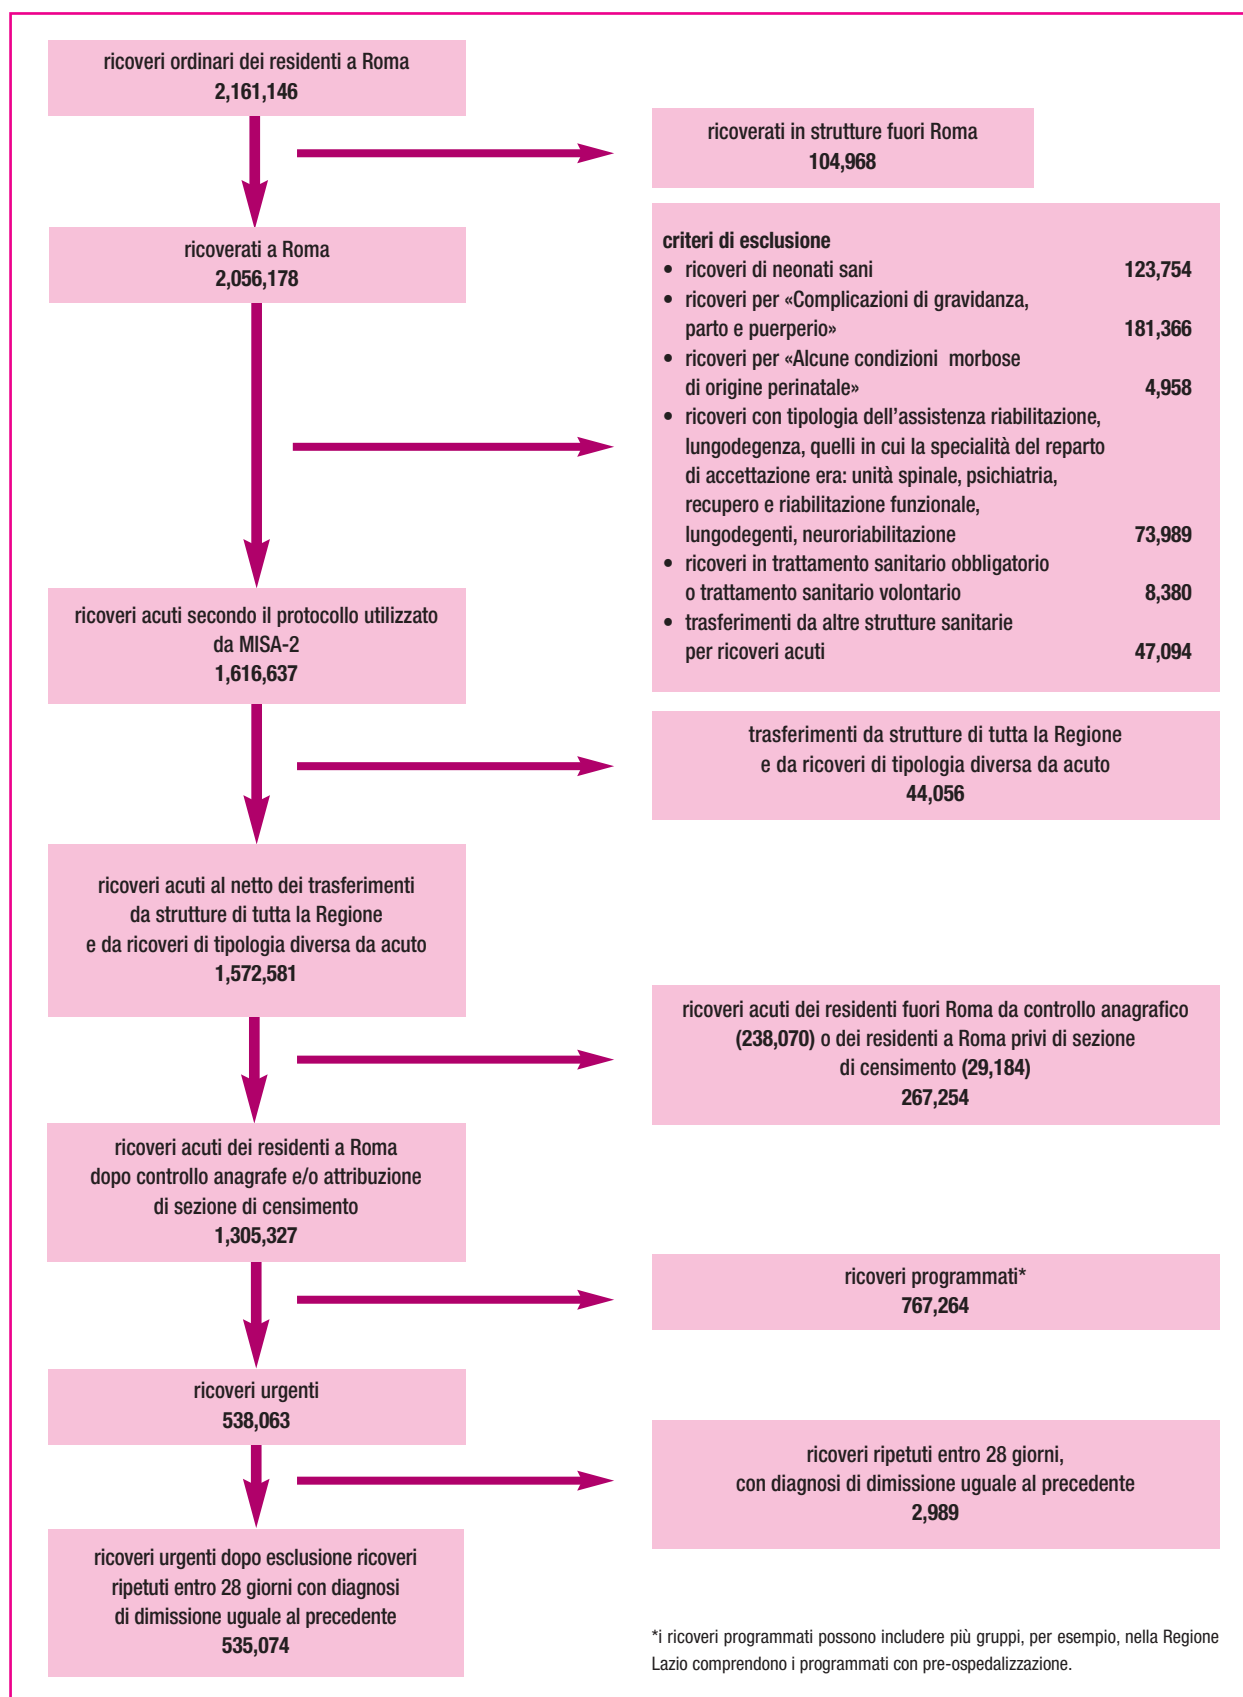 ricoveri ordinari dei residenti a Roma
2,161,146
ricoverati in strutture fuori Roma
104,968
ricoverati a Roma
2,056,178
criteri di esclusione
• ricoveri di neonati sani 123,754
• ricoveri per «Complicazioni di gravidanza,
parto e puerperio» 181,366
• ricoveri per «Alcune condizioni morbose
di origine perinatale» 4,958
• ricoveri con tipologia dell'assistenza riabilitazione,
lungodegenza, quelli in cui la specialità del reparto
di accettazione era: unità spinale, psichiatria,
recupero e riabilitazione funzionale,
lungodegenti, neuroriabilitazione 73,989
• ricoveri in trattamento sanitario obbligatorio
o trattamento sanitario volontario 8,380
• trasferimenti da altre strutture sanitarie
per ricoveri acuti 47,094
ricoveri acuti secondo il protocollo utilizzato
da MISA-2
1,616,637
trasferimenti da strutture di tutta la Regione
e da ricoveri di tipologia diversa da acuto
44,056
ricoveri acuti al netto dei trasferimenti
da strutture di tutta la Regione
e da ricoveri di tipologia diversa da acuto
1,572,581
ricoveri acuti dei residenti fuori Roma da controllo anagrafico
(238,070) o dei residenti a Roma privi di sezione
di censimento (29,184)
267,254
ricoveri acuti dei residenti a Roma
dopo controllo anagrafe e/o attribuzione
di sezione di censimento
1,305,327
ricoveri programmati*
767,264
ricoveri urgenti
538,063
ricoveri ripetuti entro 28 giorni,
con diagnosi di dimissione uguale al precedente
2,989
ricoveri urgenti dopo esclusione ricoveri
ripetuti entro 28 giorni con diagnosi
di dimissione uguale al precedente
535,074
*i ricoveri programmati possono includere più gruppi, per esempio, nella Regione
Lazio comprendono i programmati con pre-ospedalizzazione.